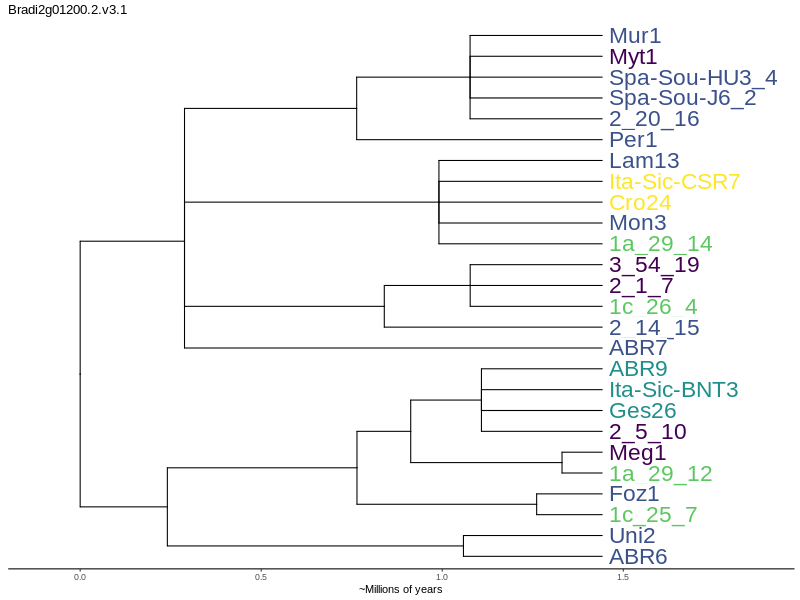 Bradi2g01200.2.v3.1
Mur1
Myt1
Spa-Sou-HU3_4
Spa-Sou-J6_2
2_20_16
Per1
Lam13
Ita-Sic-CSR7
Cro24
Mon3
1a_29_14
3_54_19
2_1_7
1c_26_4
2_14_15
ABR7
ABR9
Ita-Sic-BNT3
Ges26
2_5_10
Meg1
1a_29_12
Foz1
1c_25_7
Uni2
ABR6
0.0 0.5 1.0 1.5
~Millions of years